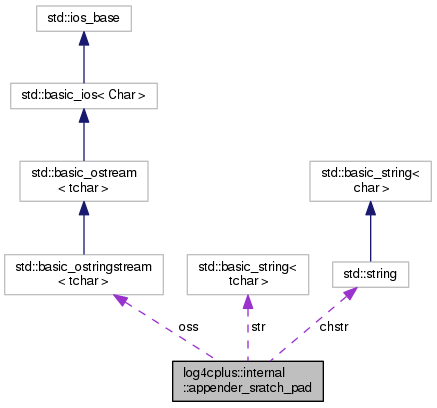 std::ios_base
std::basic_ios< Char >
std::basic_ostream
< tchar >
std::basic_string<
char >
std::basic_ostringstream
< tchar >
std::basic_string<
tchar >
std::string
oss
str
chstr
log4cplus::internal
::appender_sratch_pad